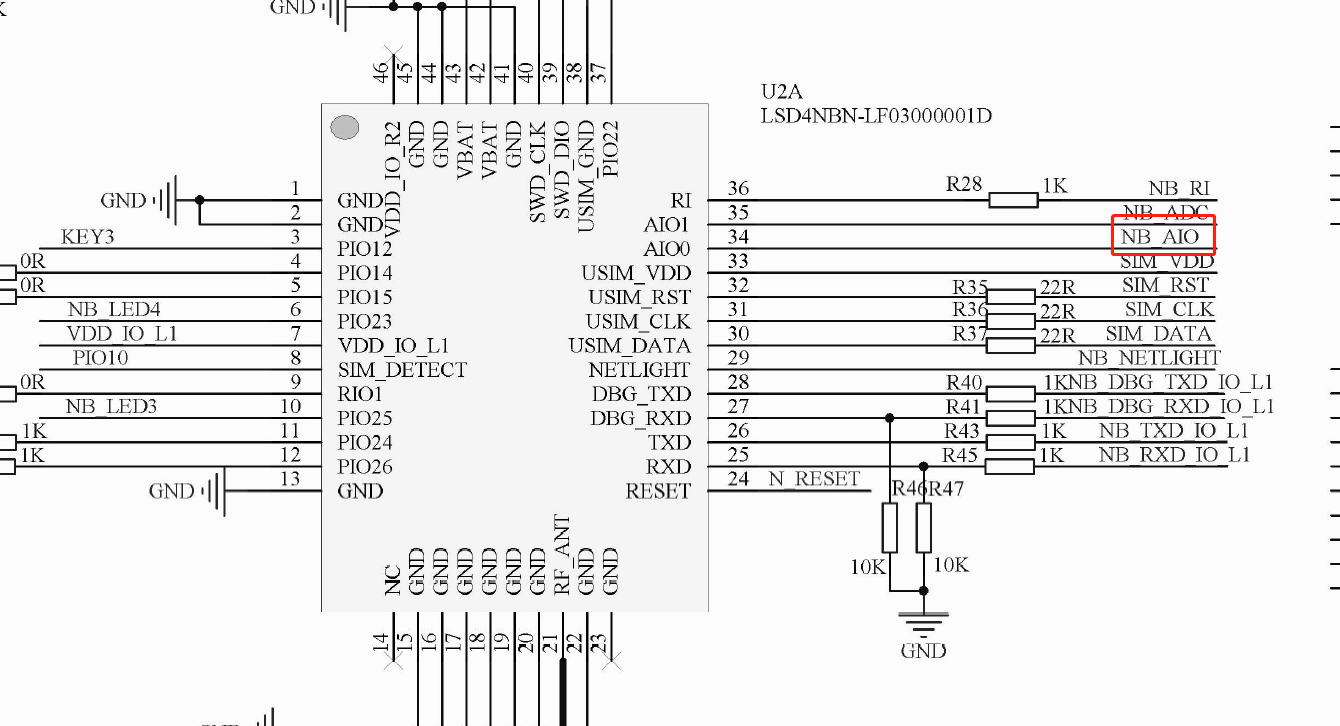 K
GND
46
45
44
43
42
41
40
39
38
37
U2A
LSD4NBN-LF03000001D
VDD_IO_R2
GND
GND
VBAT
VBAT
GND
SWD_CLK
SWD_DIO
USIM_GND
PIO22
GND
1
GND
2
GND
KEY3
3
PIO12
0R
4
PIO14
0R
5
PIO15
NB_LED4
6
PIO23
VDD_IO_L1
7
VDD_IO_L1
PIO10
8
SIM_DETECT
0R
9
RIO1
NB_LED3
10
PIO25
1K
11
PIO24
1K
12
PIO26
GND
13
GND
RI
36
R28
1K
NB_RI
AIO1
35
NB_ADC
AIO0
34
NB_AIO
USIM_VDD
33
SIM_VDD
USIM_RST
32
R35
22R
SIM_RST
USIM_CLK
31
R36
22R
SIM_CLK
USIM_DATA
30
R37
22R
SIM_DATA
NETLIGHT
29
NB_NETLIGHT
DBG_TXD
28
R40
1K
NB_DBG_TXD_IO_L1
DBG_RXD
27
R41
1K
NB_DBG_RXD_IO_L1
TXD
26
R43
1K
NB_TXD_IO_L1
RXD
25
R45
1K
NB_RXD_IO_L1
RESET
24
N_RESET
R46
R47
10K
10K
GND
NC
GND
GND
GND
GND
GND
GND
RF_ANT
GND
GND
14
15
16
17
18
19
20
21
22
23